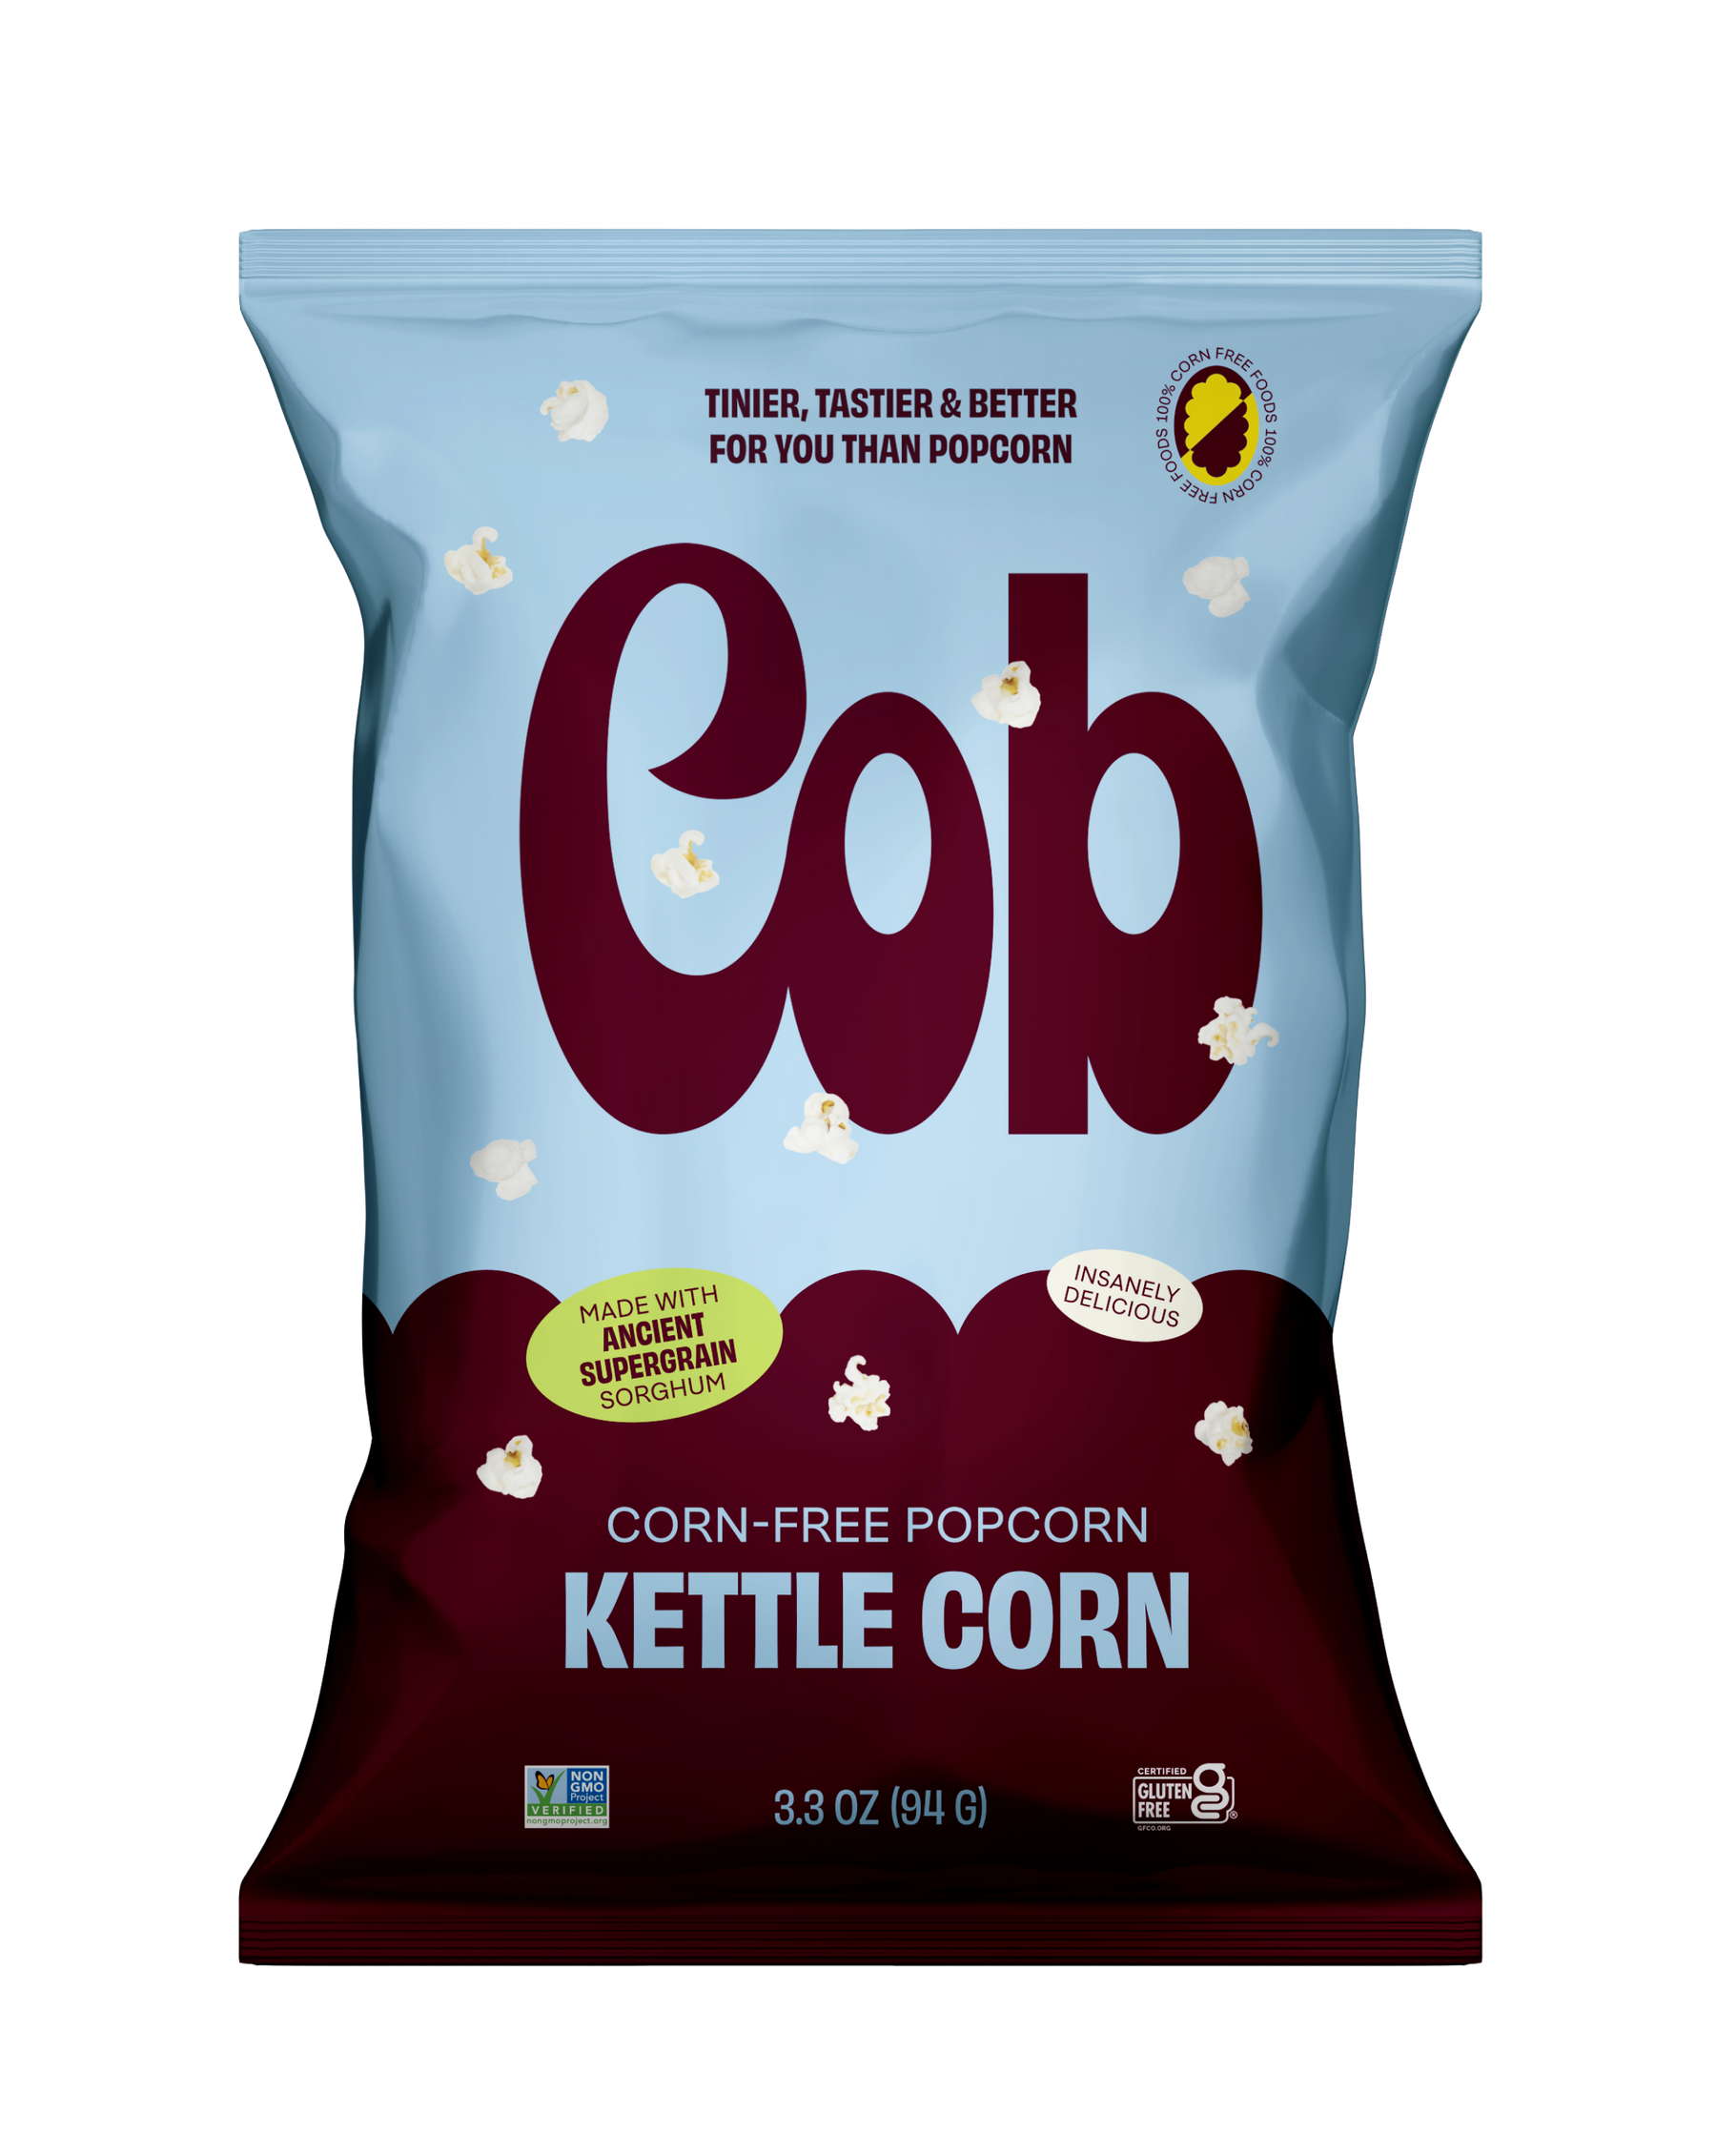 TINIER, TASTIER & BETTER
FOR YOU THAN POPCORN
100% CORN FREE FOODS 100% CORN FREE FOODS
Cob
MADE WITH
ANCIENT
SUPERGRAIN
SORGHUM
INSANELY
DELICIOUS
CORN-FREE POPCORN
KETTLE CORN
NON
GMO
Project
VERIFIED
nongmoproject.org
3.3 OZ (94 G)
CERTIFIED
GLUTEN
FREE
®
GFCO.ORG